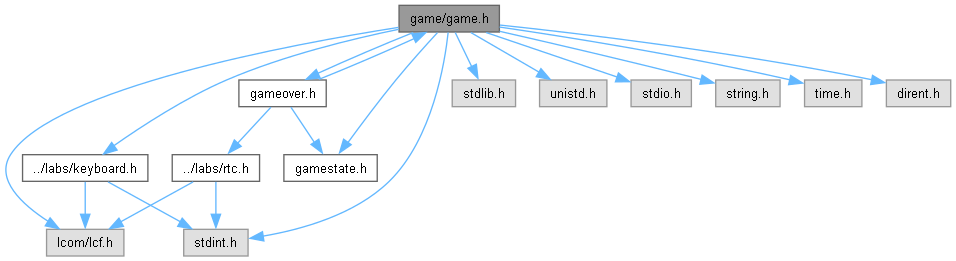 game/game.h
gameover.h
stdlib.h
unistd.h
stdio.h
string.h
time.h
dirent.h
../labs/keyboard.h
../labs/rtc.h
gamestate.h
lcom/lcf.h
stdint.h